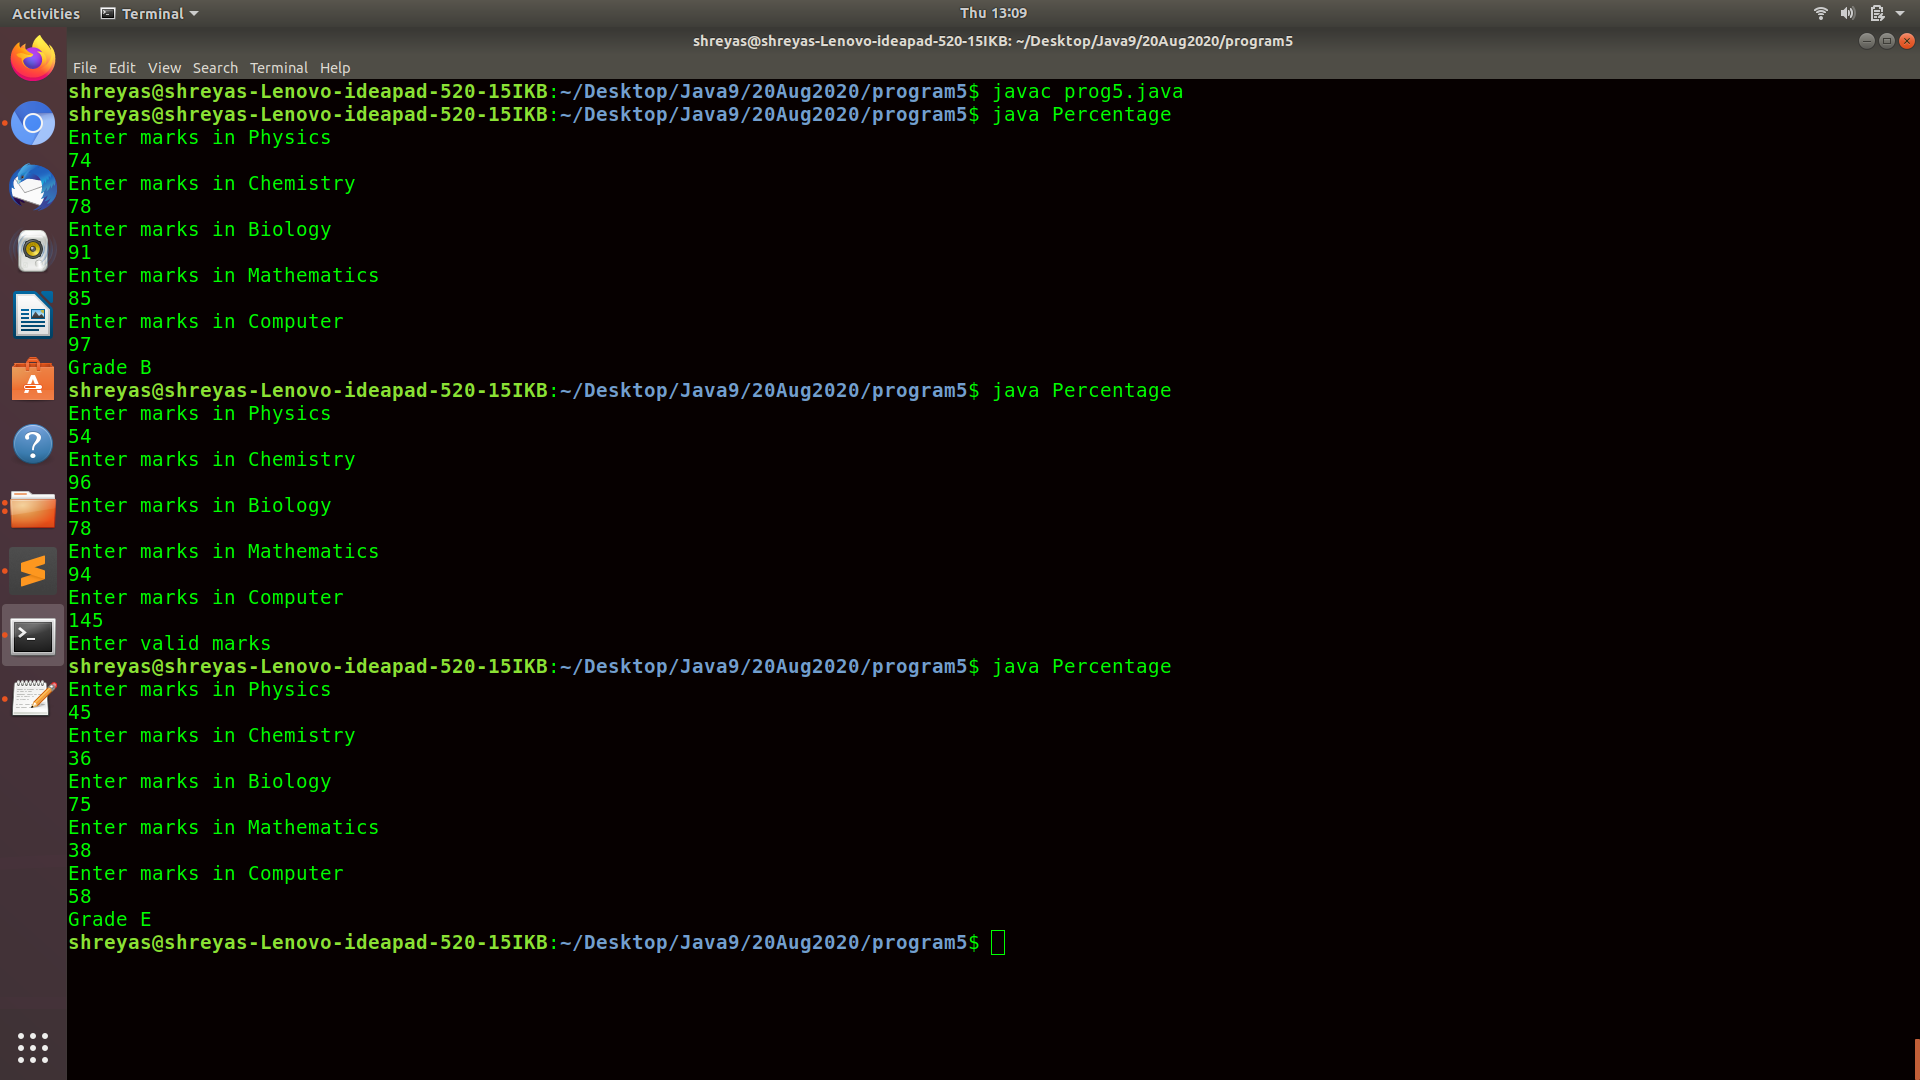 Activities Terminal Thu 13:09
shreyas@shreyas-Lenovo-ideapad-520-15IKB: ~/Desktop/Java9/20Aug2020/program5
File Edit View Search Terminal Help
shreyas@shreyas-Lenovo-ideapad-520-15IKB:~/Desktop/Java9/20Aug2020/program5$ javac prog5.java
shreyas@shreyas-Lenovo-ideapad-520-15IKB:~/Desktop/Java9/20Aug2020/program5$ java Percentage
Enter marks in Physics
74
Enter marks in Chemistry
78
Enter marks in Biology
91
Enter marks in Mathematics
85
Enter marks in Computer
97
Grade B
shreyas@shreyas-Lenovo-ideapad-520-15IKB:~/Desktop/Java9/20Aug2020/program5$ java Percentage
Enter marks in Physics
54
Enter marks in Chemistry
96
Enter marks in Biology
78
Enter marks in Mathematics
94
Enter marks in Computer
145
Enter valid marks
shreyas@shreyas-Lenovo-ideapad-520-15IKB:~/Desktop/Java9/20Aug2020/program5$ java Percentage
Enter marks in Physics
45
Enter marks in Chemistry
36
Enter marks in Biology
75
Enter marks in Mathematics
38
Enter marks in Computer
58
Grade E
shreyas@shreyas-Lenovo-ideapad-520-15IKB:~/Desktop/Java9/20Aug2020/program5$